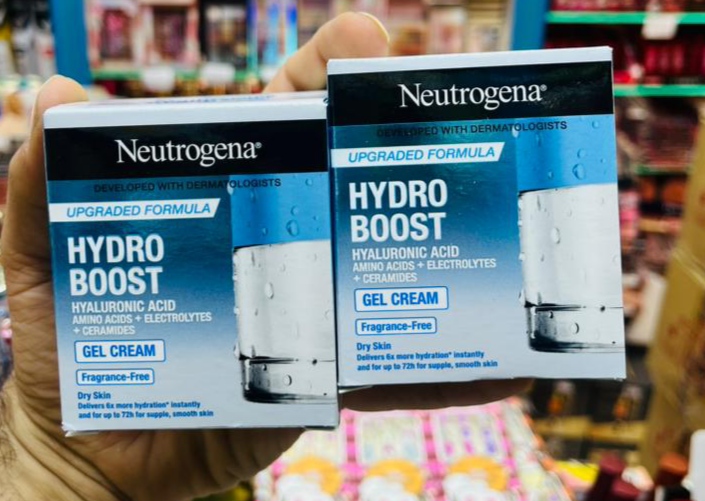 Neutrogena®
DEVELOPED WITH DERMATOLOGISTS
UPGRADED FORMULA
HYDRO
BOOST
HYALURONIC ACID
AMINO ACIDS + ELECTROLYTES
+ CERAMIDES
GEL CREAM
Fragrance-Free
Dry Skin
Delivers 6x more hydration* instantly
and for up to 72h for supple, smooth skin
Neutrogena®
DEVELOPED WITH DERMATOLOGISTS
UPGRADED FORMULA
HYDRO
BOOST
HYALURONIC ACID
AMINO ACIDS + ELECTROLYTES
+ CERAMIDES
GEL CREAM
Fragrance-Free
Dry Skin
Delivers 6x more hydration* instantly
and for up to 72h for supple, smooth skin